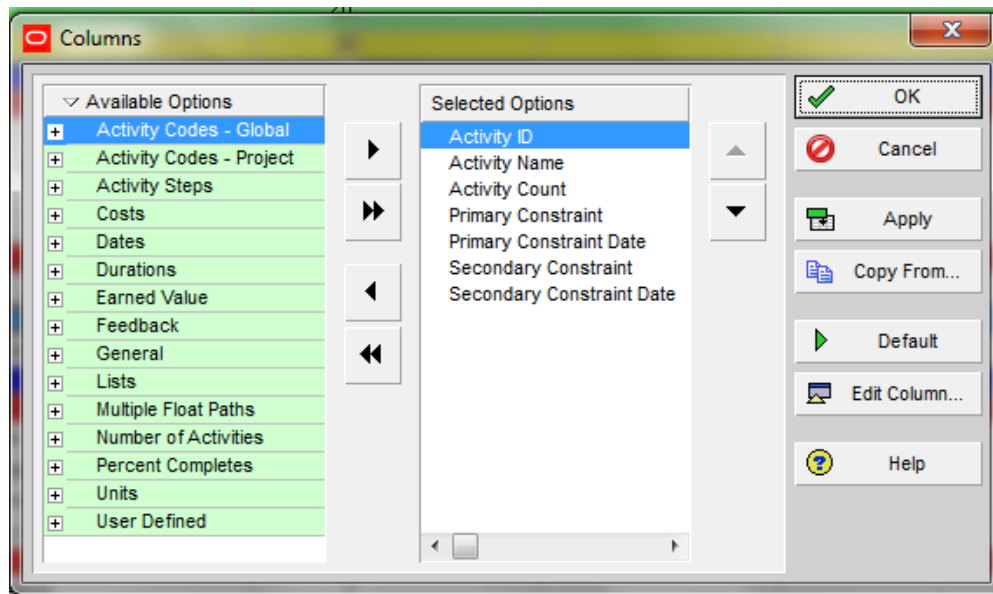 Columns
Available Options
Activity Codes - Global
Activity Codes - Project
Activity Steps
Costs
Dates
Durations
Earned Value
Feedback
General
Lists
Multiple Float Paths
Number of Activities
Percent Completes
Units
User Defined
Selected Options
Activity ID
Activity Name
Activity Count
Primary Constraint
Primary Constraint Date
Secondary Constraint
Secondary Constraint Date
OK
Cancel
Apply
Copy From...
Default
Edit Column...
Help